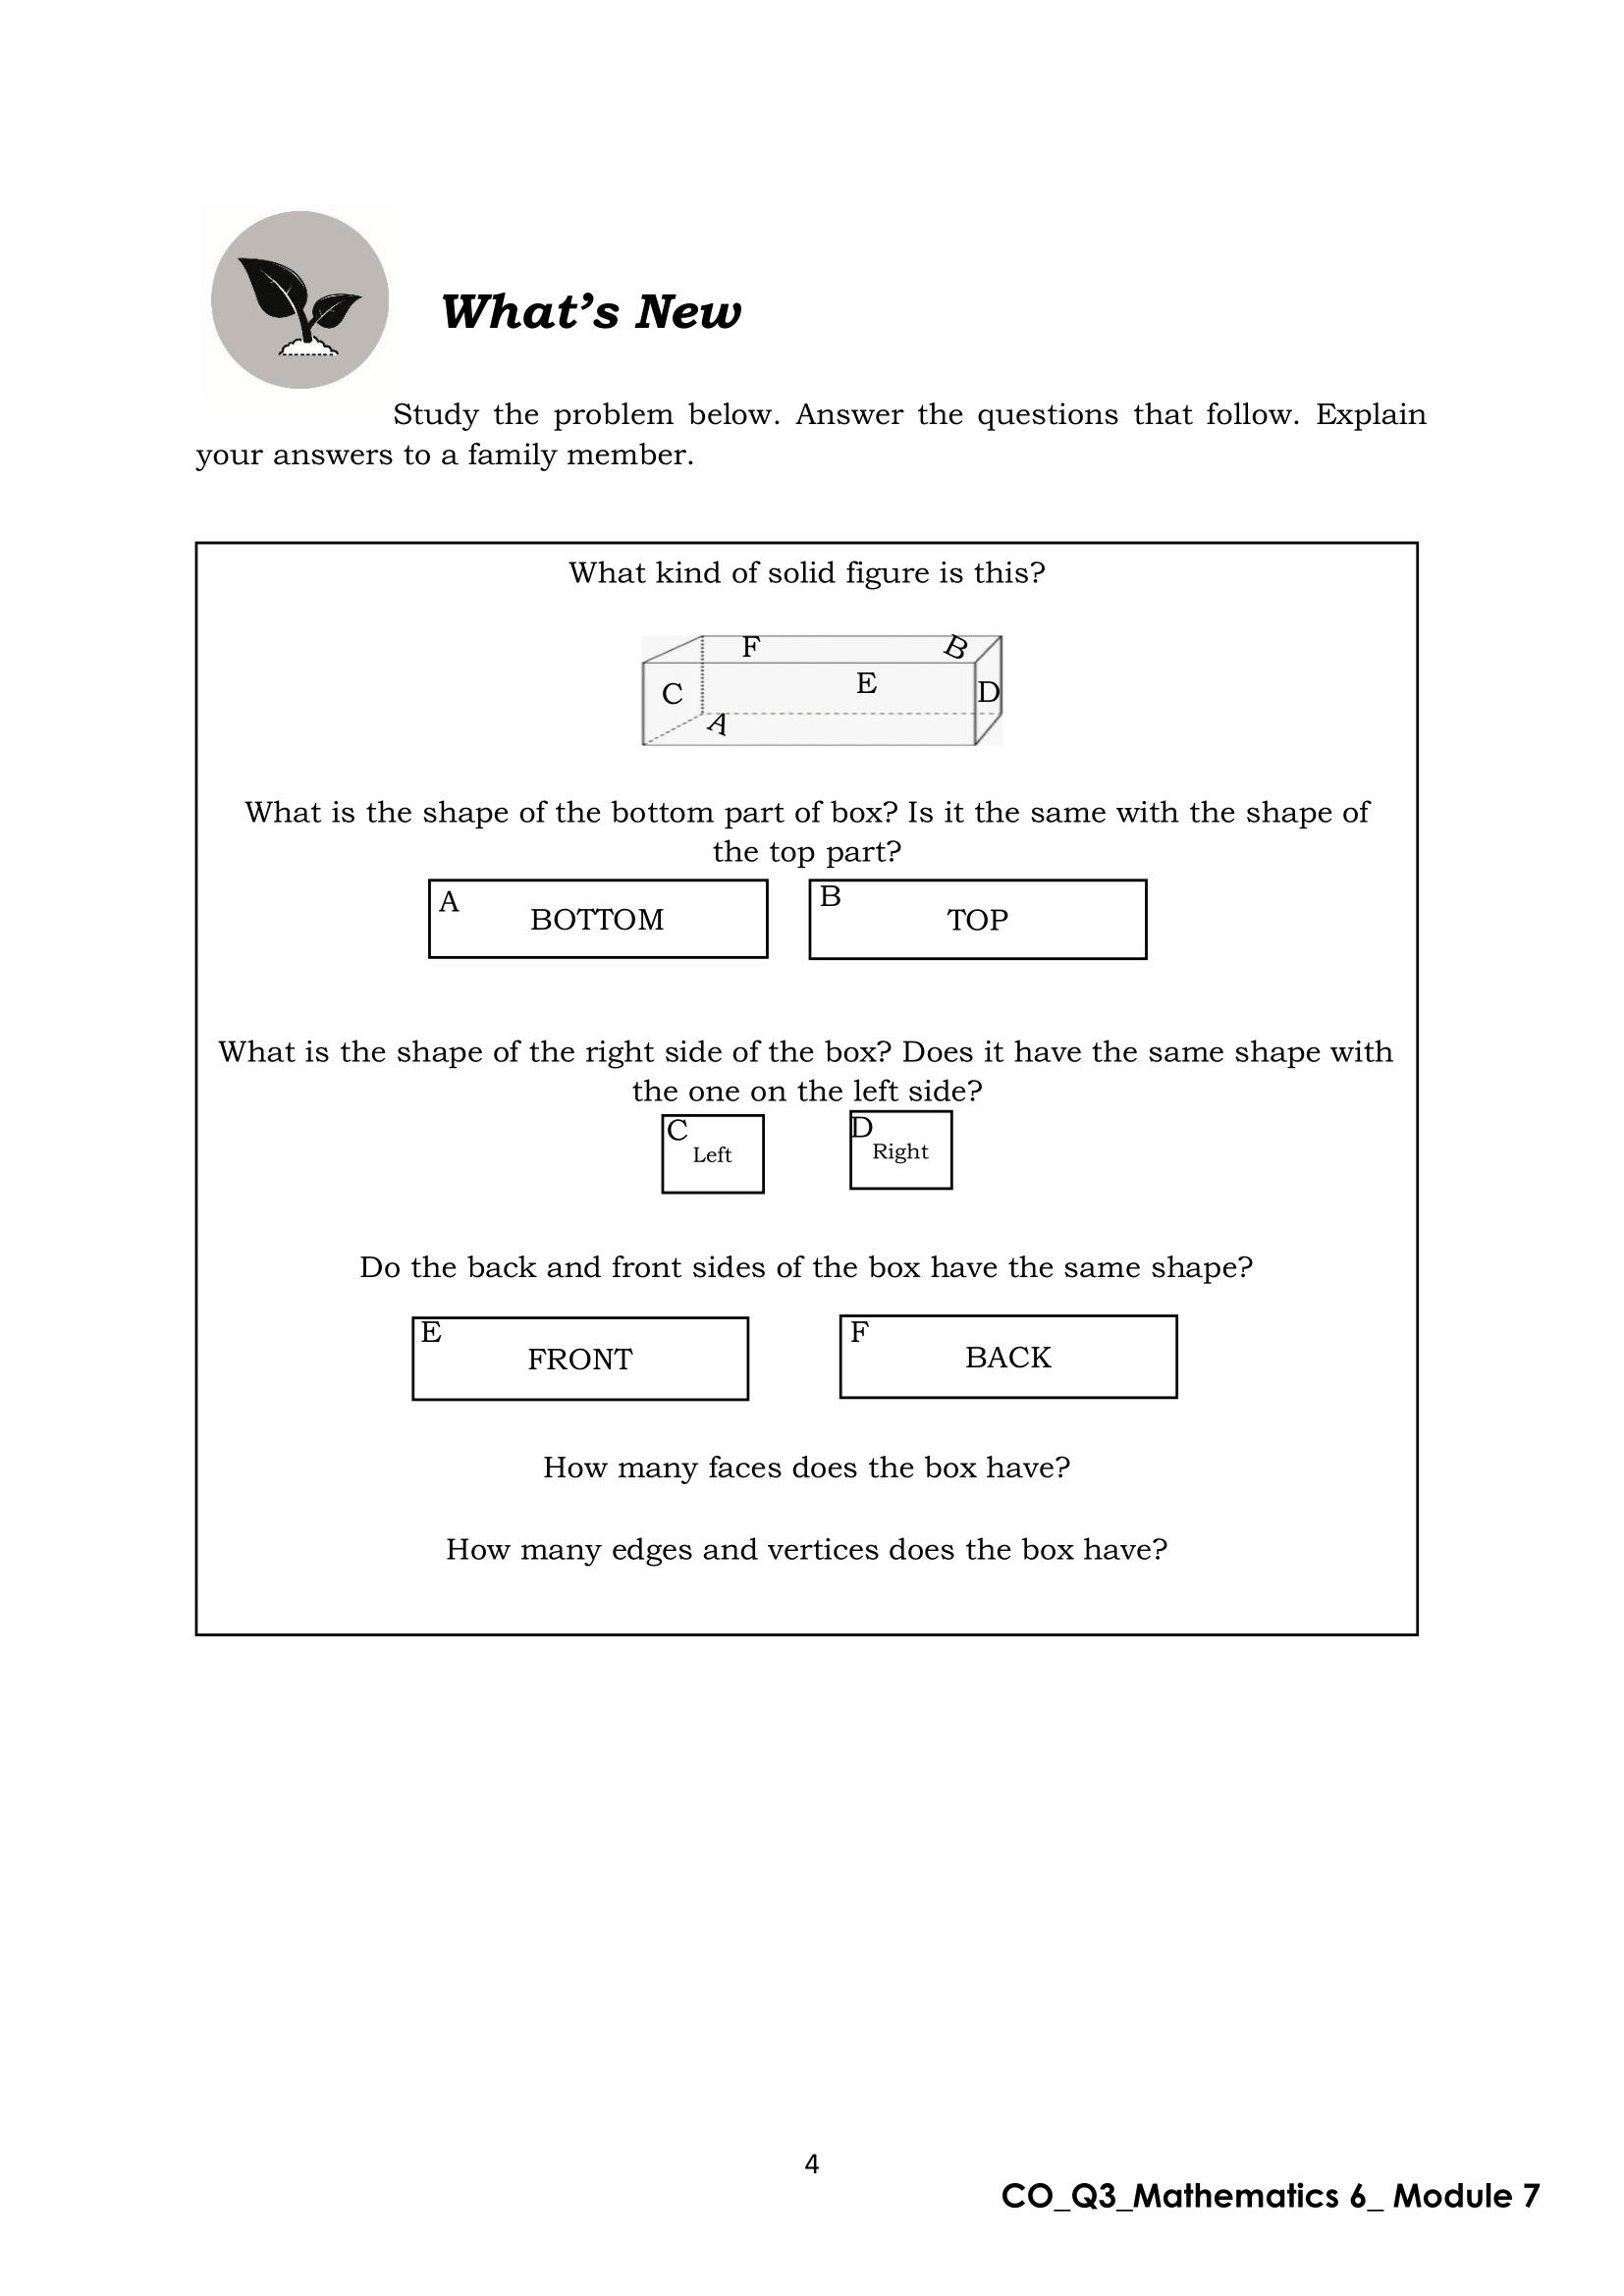 What's New
Study the problem below. Answer the questions that follow. Explain
your answers to a family member.
What kind of solid figure is this?
F
B
C
E
D
A
What is the shape of the bottom part of box? Is it the same with the shape of
the top part?
A
BOTTOM
B
TOP
What is the shape of the right side of the box? Does it have the same shape with
the one on the left side?
C
Left
D
Right
Do the back and front sides of the box have the same shape?
E
FRONT
F
BACK
How many faces does the box have?
How many edges and vertices does the box have?
4
CO_Q3_Mathematics 6_ Module 7